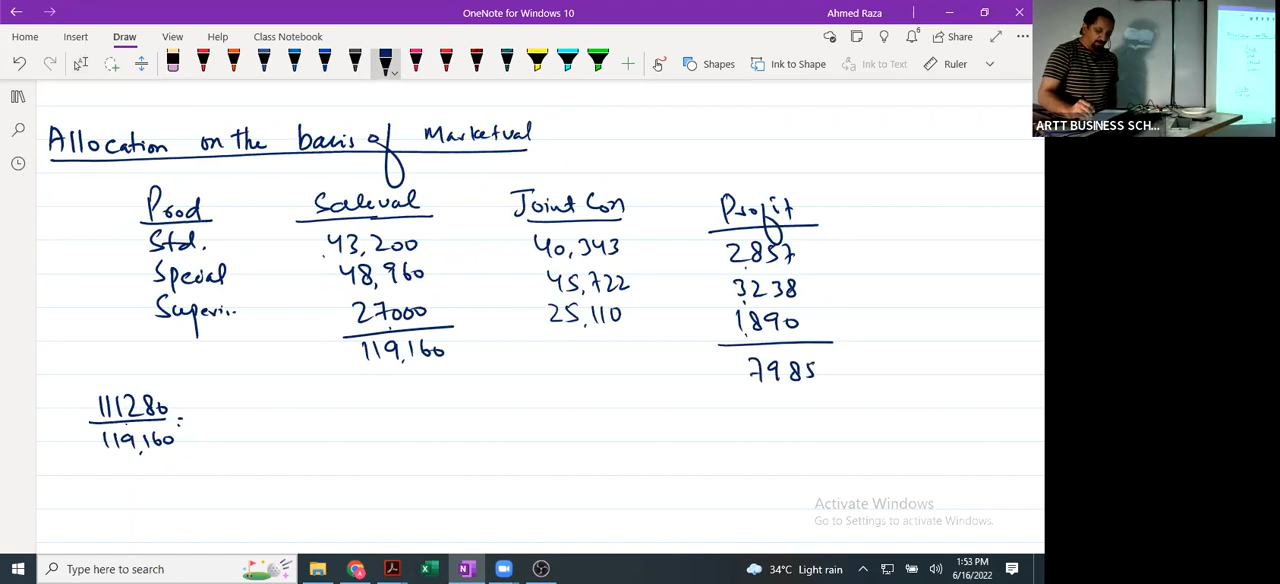 OneNote for Windows 10
Ahmed Raza
Home Insert Draw View Help Class Notebook
Share
Shapes Ink to Shape Ink to Text Ruler
ARTT BUSINESS SCH...
Allocation on the basis of Marketval
Prod Saleval Joint Con Profit
Std. 43,200 40,343 2857
Special 48,960 45,722 3238
Superi.. 27000 25,110 1890
119,160 7985
111280
119,160 =
Activate Windows
Go to Settings to activate Windows.
Type here to search
34°C Light rain
1:53 PM
6/16/2022